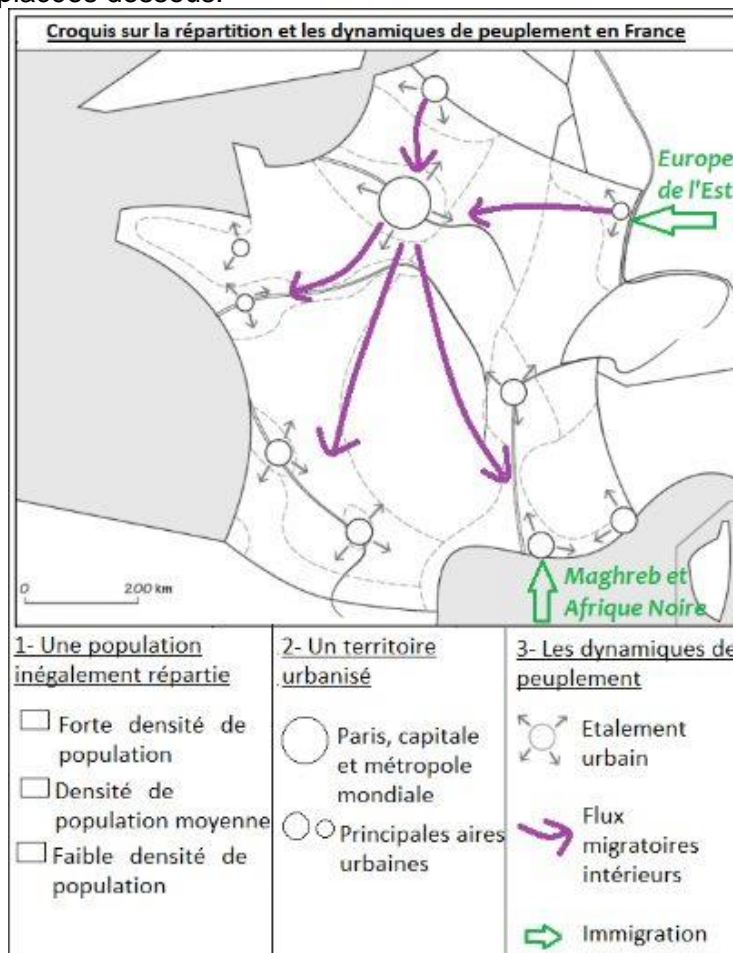 placées dessous.
Croquis sur la répartition et les dynamiques de peuplement en France
Europe
de l'Est
0 200 km
Maghreb et
Afrique Noire
1- Une population
inégalement répartie
Forte densité de
population
Densité de
population moyenne
Faible densité de
population
2- Un territoire
urbanisé
Paris, capitale
et métropole
mondiale
Principales aires
urbaines
3- Les dynamiques de
peuplement
Etalement
urbain
Flux
migratoires
intérieurs
Immigration